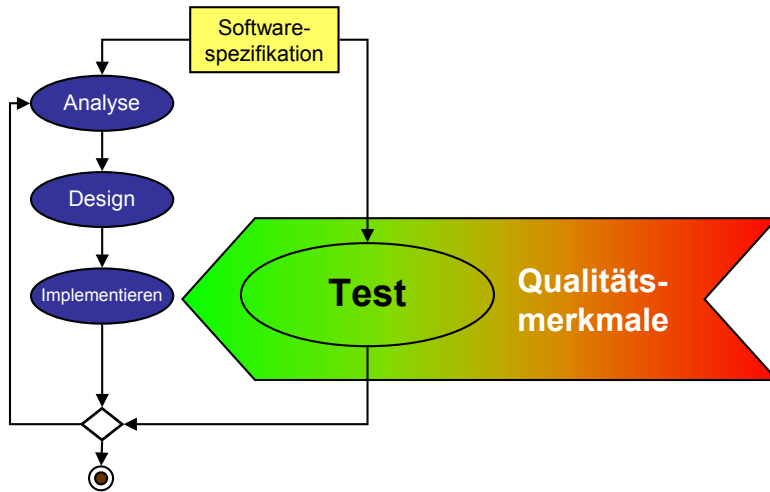 Software-
spezifikation
Analyse
Design
Implementieren
Test
Qualitäts-
merkmale